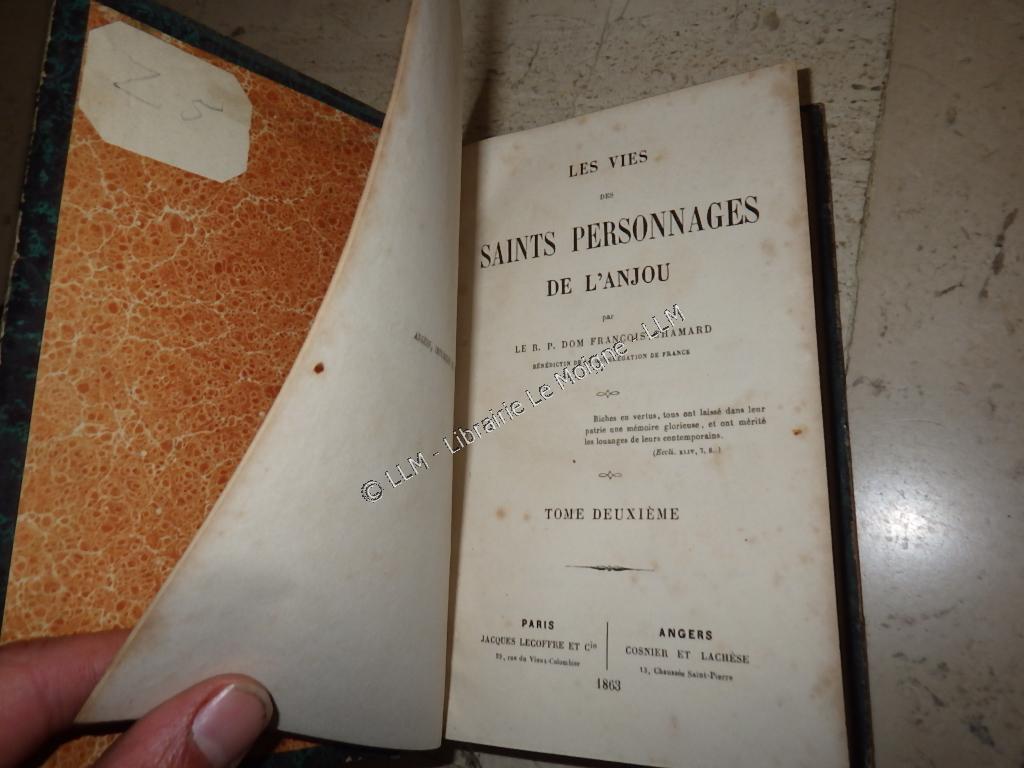 Z 5
ANGERS, IMPRIMERIE
LES VIES
DES
SAINTS PERSONNAGES
DE L'ANJOU
par
LE R. P. DOM FRANÇOIS CHAMARD
BÉNÉDICTIN DE LA CONGRÉGATION DE FRANCE
Riches en vertus, tous ont laissé dans leur
patrie une mémoire glorieuse, et ont mérité
les louanges de leurs contemporains.
(Eccli. XLIV, 7, 8.)
TOME DEUXIÈME
PARIS
JACQUES LECOFFRE ET Cie
rue du Vieux-Colombier
ANGERS
COSNIER ET LACHÈSE
13, Chaussée Saint-Pierre
1863
© LLM - Librairie Le Moigne - LLM